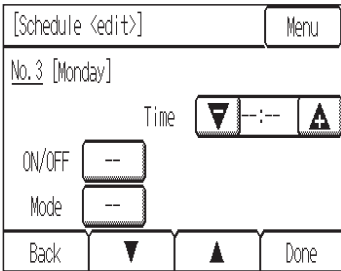 [Schedule <edit>] Menu
No. 3 [Monday]
Time --:--
ON/OFF --
Mode --
Back Done